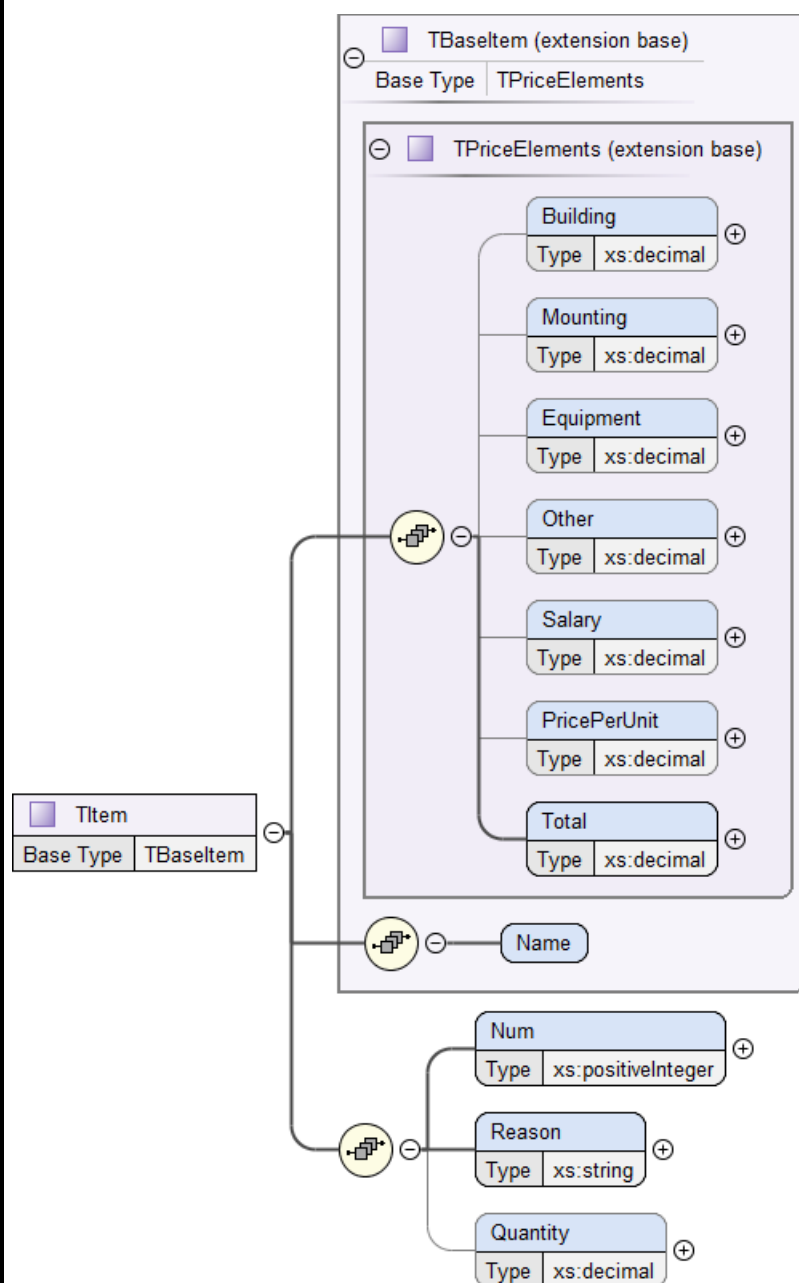 TBaseItem (extension base)
Base Type TPriceElements
TPriceElements (extension base)
Building
Type xs:decimal
Mounting
Type xs:decimal
Equipment
Type xs:decimal
Other
Type xs:decimal
Salary
Type xs:decimal
PricePerUnit
Type xs:decimal
Total
Type xs:decimal
TItem
Base Type TBaseItem
Name
Num
Type xs:positiveInteger
Reason
Type xs:string
Quantity
Type xs:decimal